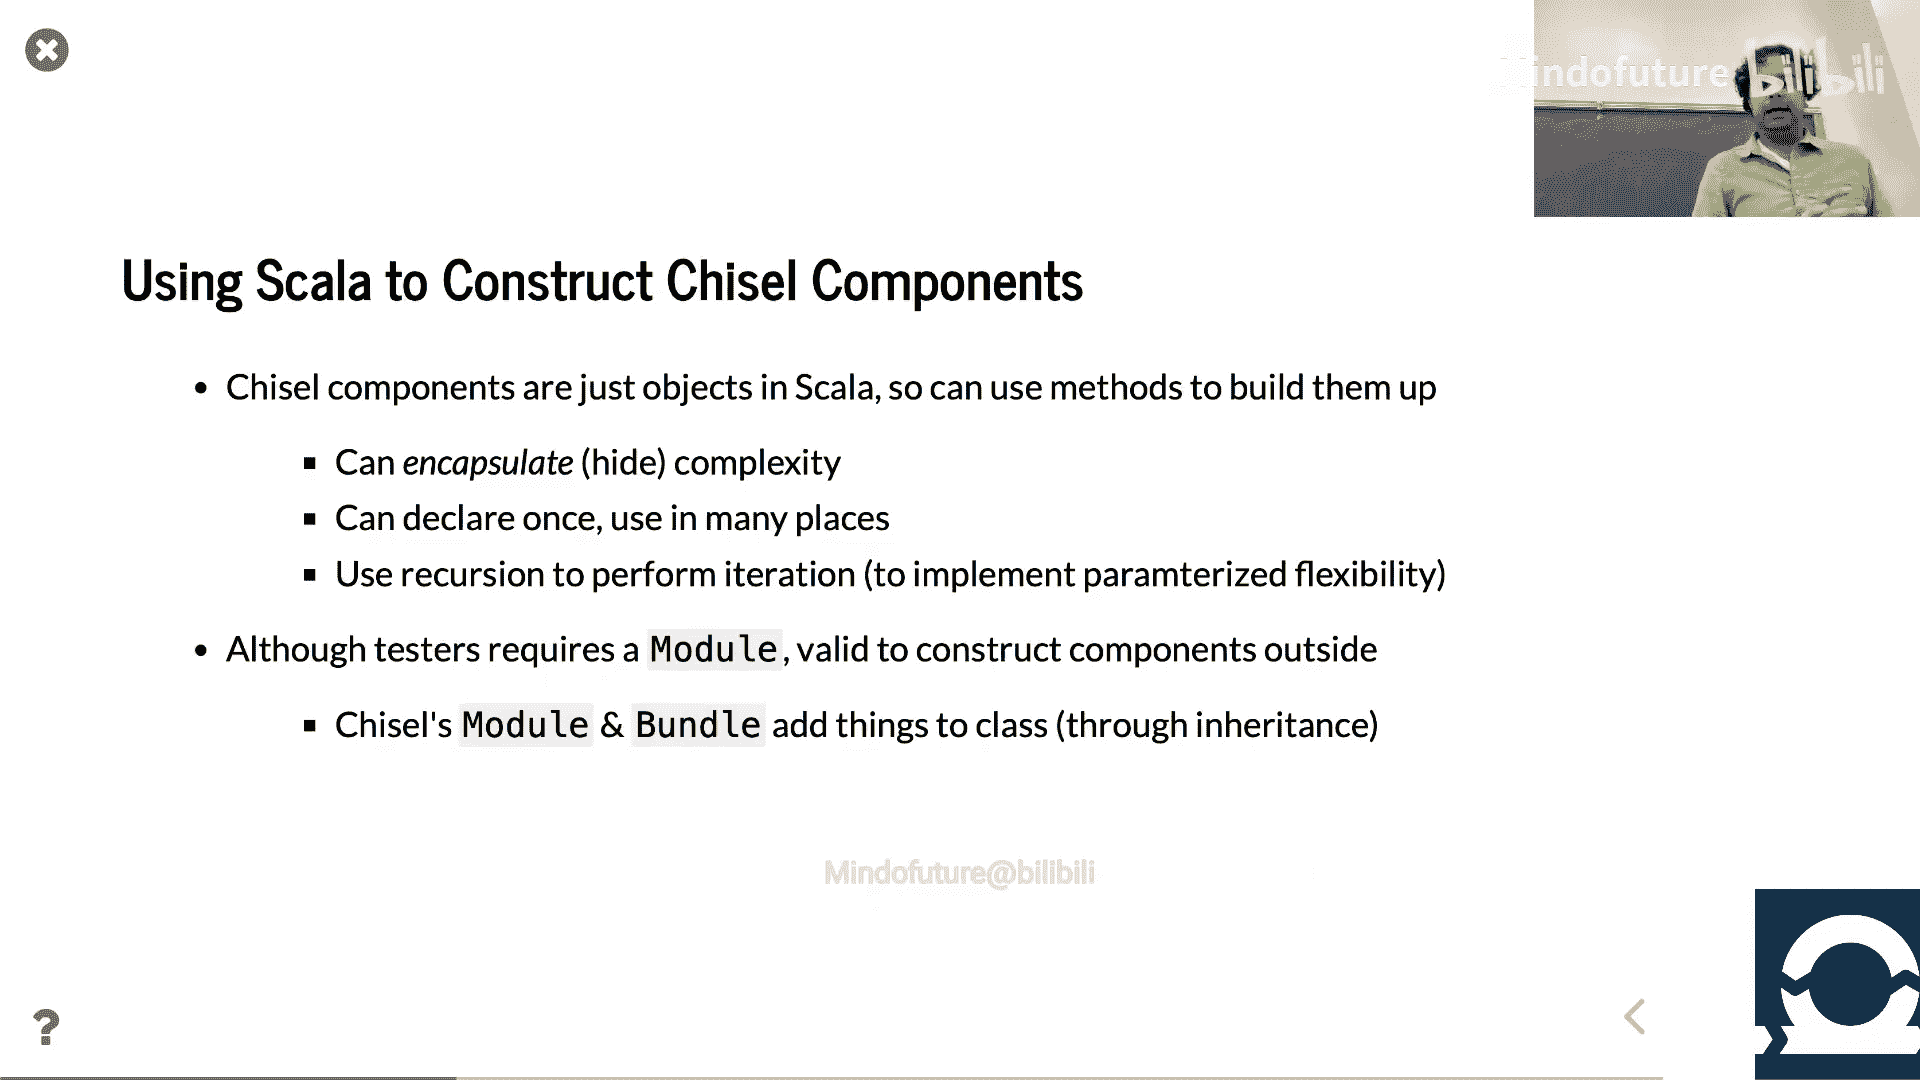 indofuture bilibili
Using Scala to Construct Chisel Components
Chisel components are just objects in Scala, so can use methods to build them up
Can encapsulate (hide) complexity
Can declare once, use in many places
Use recursion to perform iteration (to implement paramterized flexibility)
Although testers requires a Module, valid to construct components outside
Chisel's Module & Bundle add things to class (through inheritance)
Mindofuture@bilibili
?